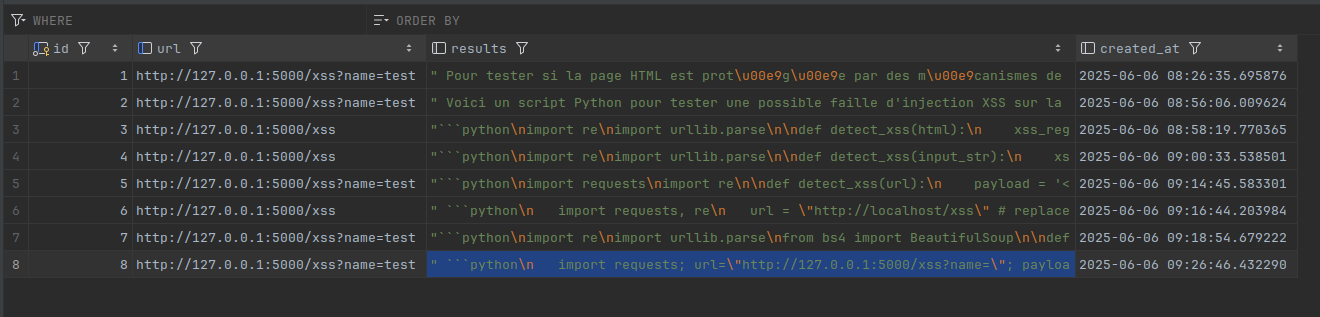 WHERE ORDER BY
id url results created_at
1 1 http://127.0.0.1:5000/xss?name=test " Pour tester si la page HTML est prot\u00e9g\u00e9e par des m\u00e9canismes de 2025-06-06 08:26:35.695876
2 2 http://127.0.0.1:5000/xss?name=test " Voici un script Python pour tester une possible faille d'injection XSS sur la 2025-06-06 08:56:06.009624
3 3 http://127.0.0.1:5000/xss "```python\nimport re\nimport urllib.parse\n\ndef detect_xss(html):\n    xss_reg 2025-06-06 08:58:19.770365
4 4 http://127.0.0.1:5000/xss "```python\nimport re\nimport urllib.parse\n\ndef detect_xss(input_str):\n    xs 2025-06-06 09:00:33.538501
5 5 http://127.0.0.1:5000/xss "```python\nimport requests\nimport re\n\ndef detect_xss(url):\n    payload = '< 2025-06-06 09:14:45.583301
6 6 http://127.0.0.1:5000/xss " ```python\n   import requests, re\n   url = \"http://localhost/xss\" # replace 2025-06-06 09:16:44.203984
7 7 http://127.0.0.1:5000/xss?name=test "```python\nimport re\nimport urllib.parse\nfrom bs4 import BeautifulSoup\n\ndef 2025-06-06 09:18:54.679222
8 8 http://127.0.0.1:5000/xss?name=test " ```python\n   import requests; url=\"http://127.0.0.1:5000/xss?name=\"; payloa 2025-06-06 09:26:46.432290